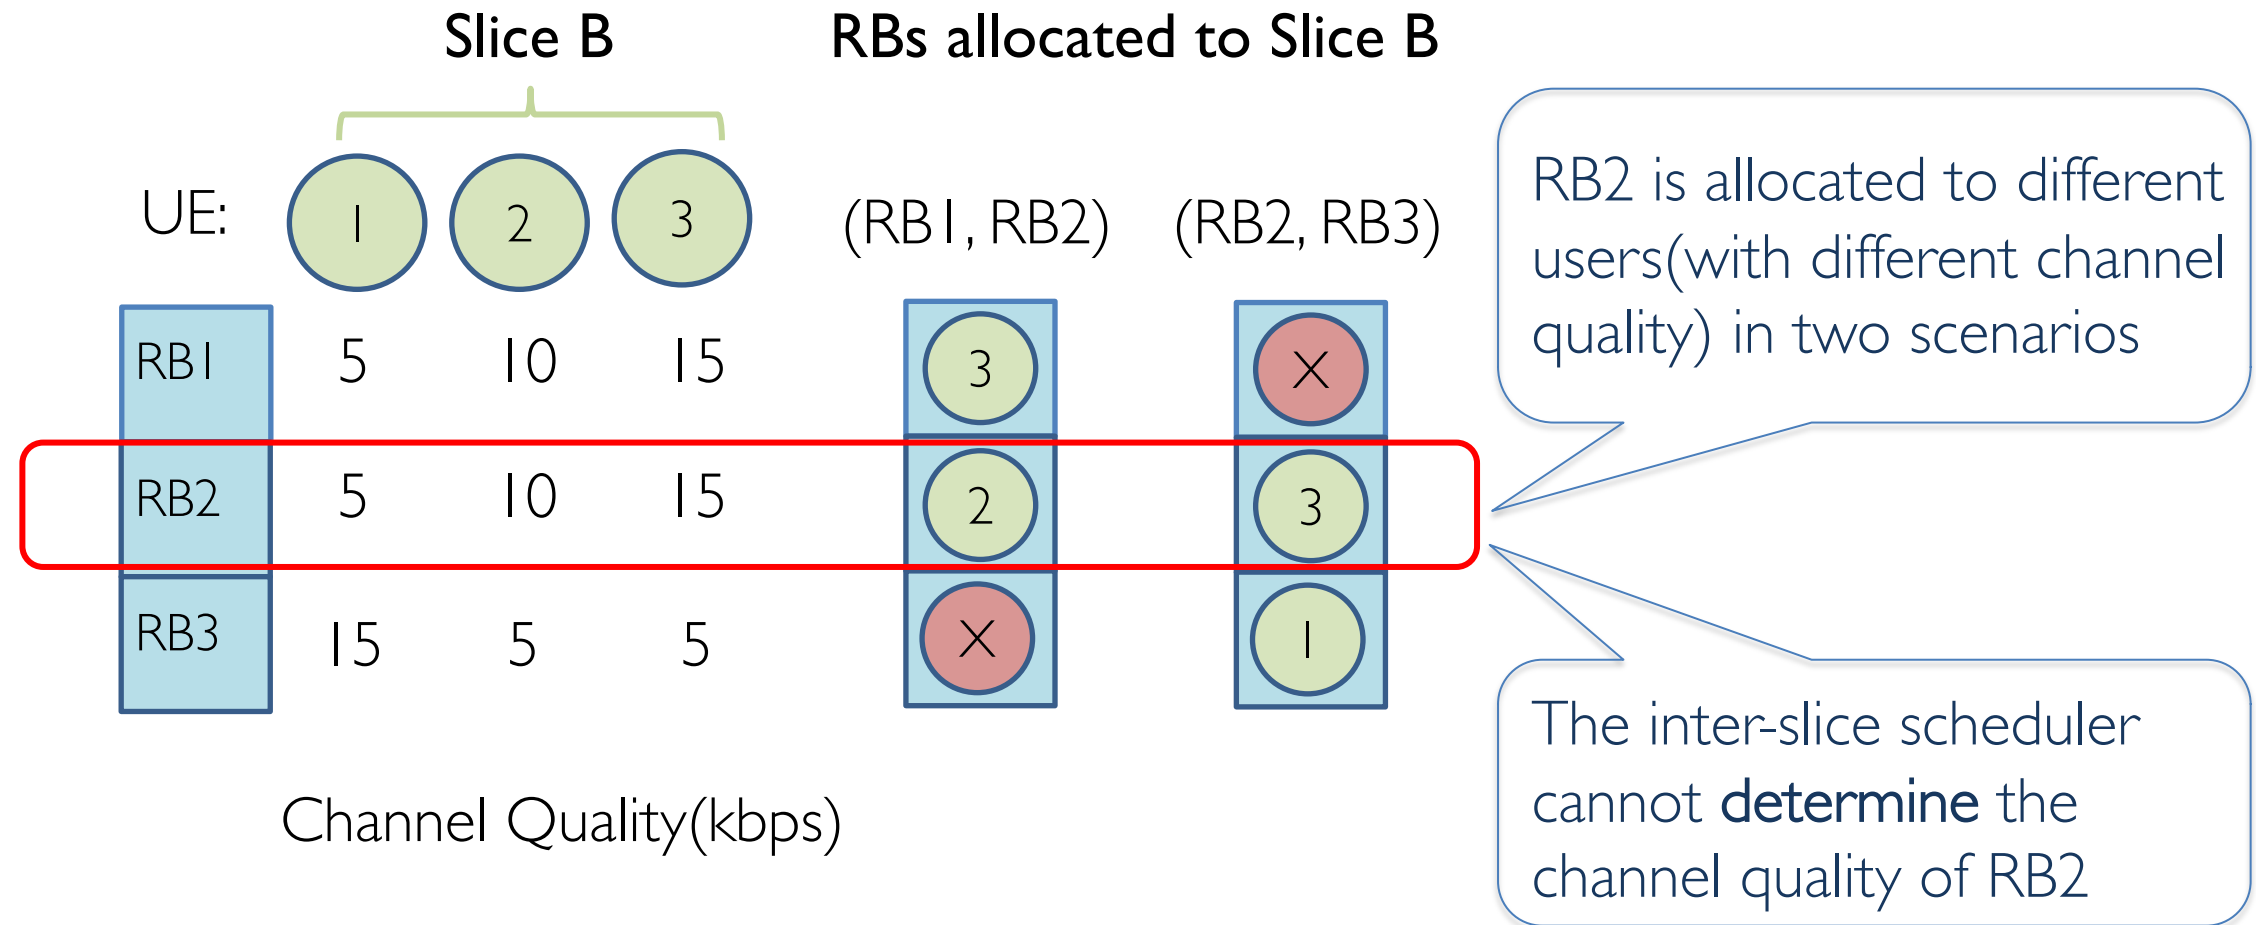 Slice B
RBs allocated to Slice B
UE: 1 2 3 (RB1, RB2) (RB2, RB3)
RB1 5 10 15 3 X
RB2 5 10 15 2 3
RB3 15 5 5 X 1
Channel Quality(kbps)
RB2 is allocated to different
users(with different channel
quality) in two scenarios
The inter-slice scheduler
cannot determine the
channel quality of RB2